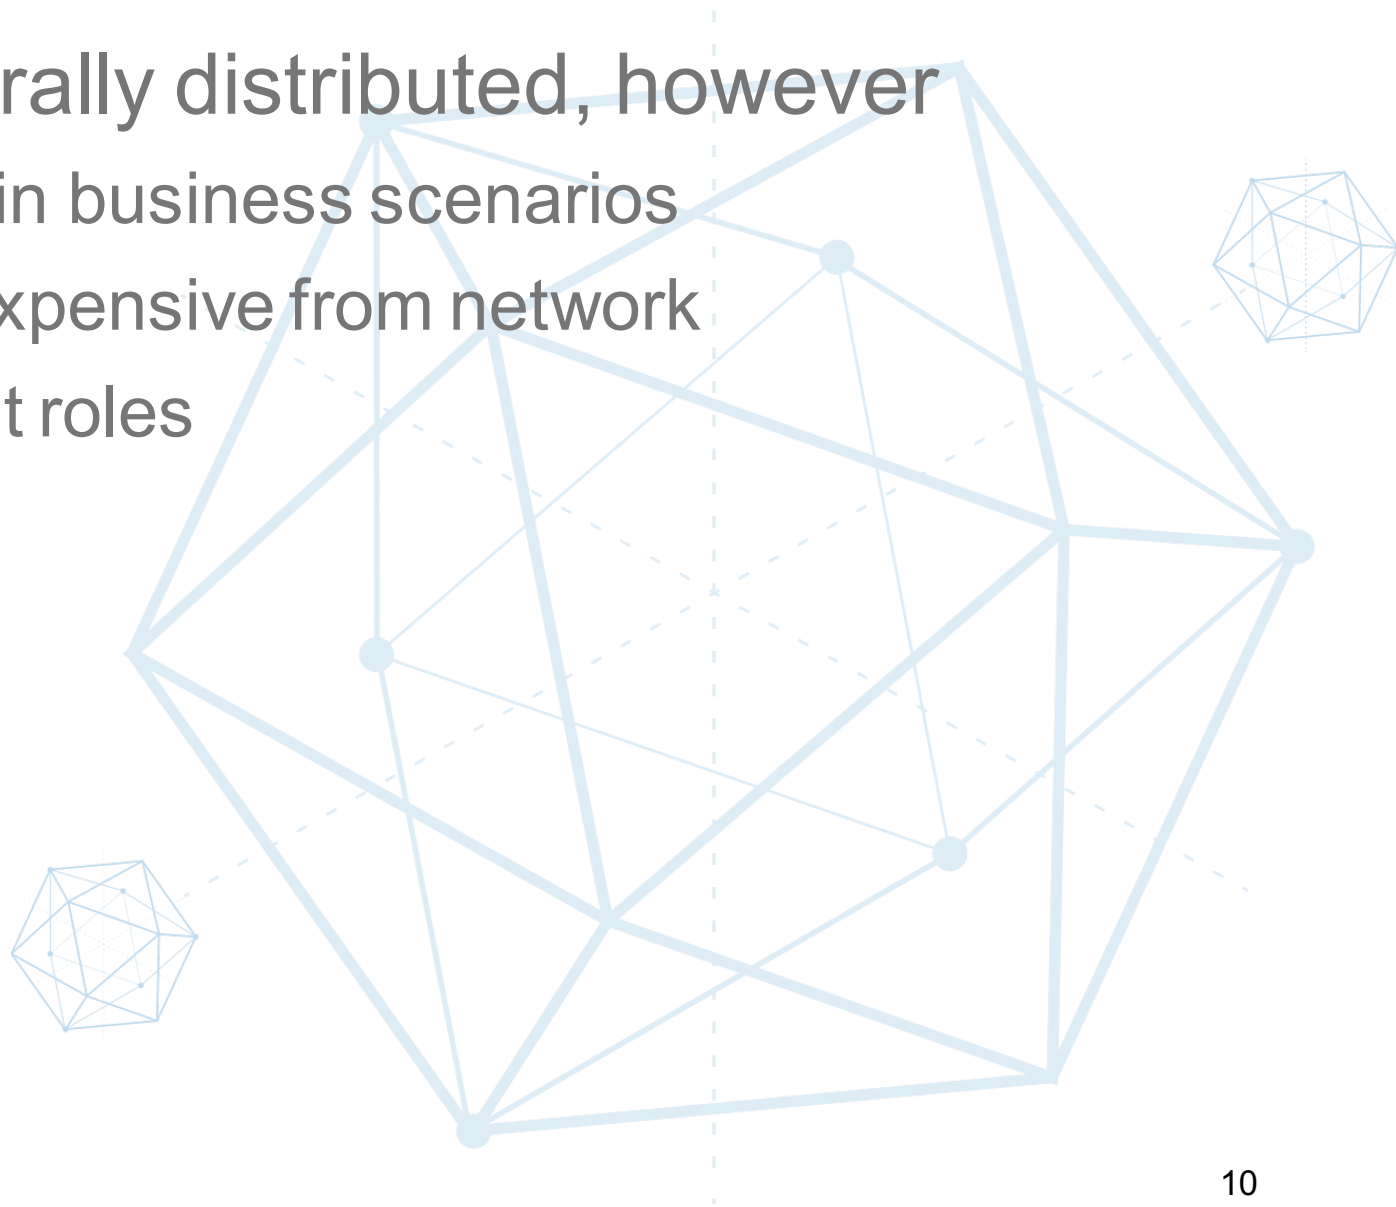 rally distributed, however
in business scenarios
xpensive from network
t roles
10